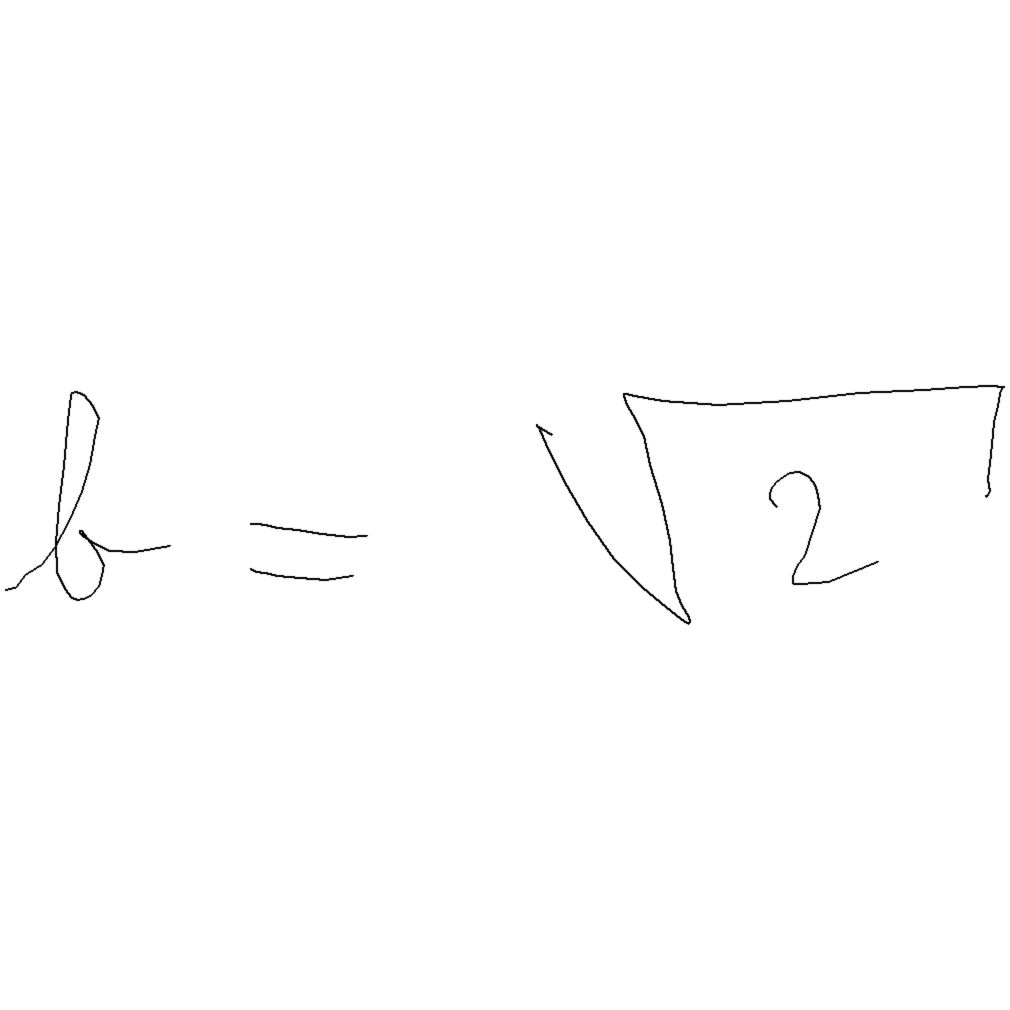 b = √2